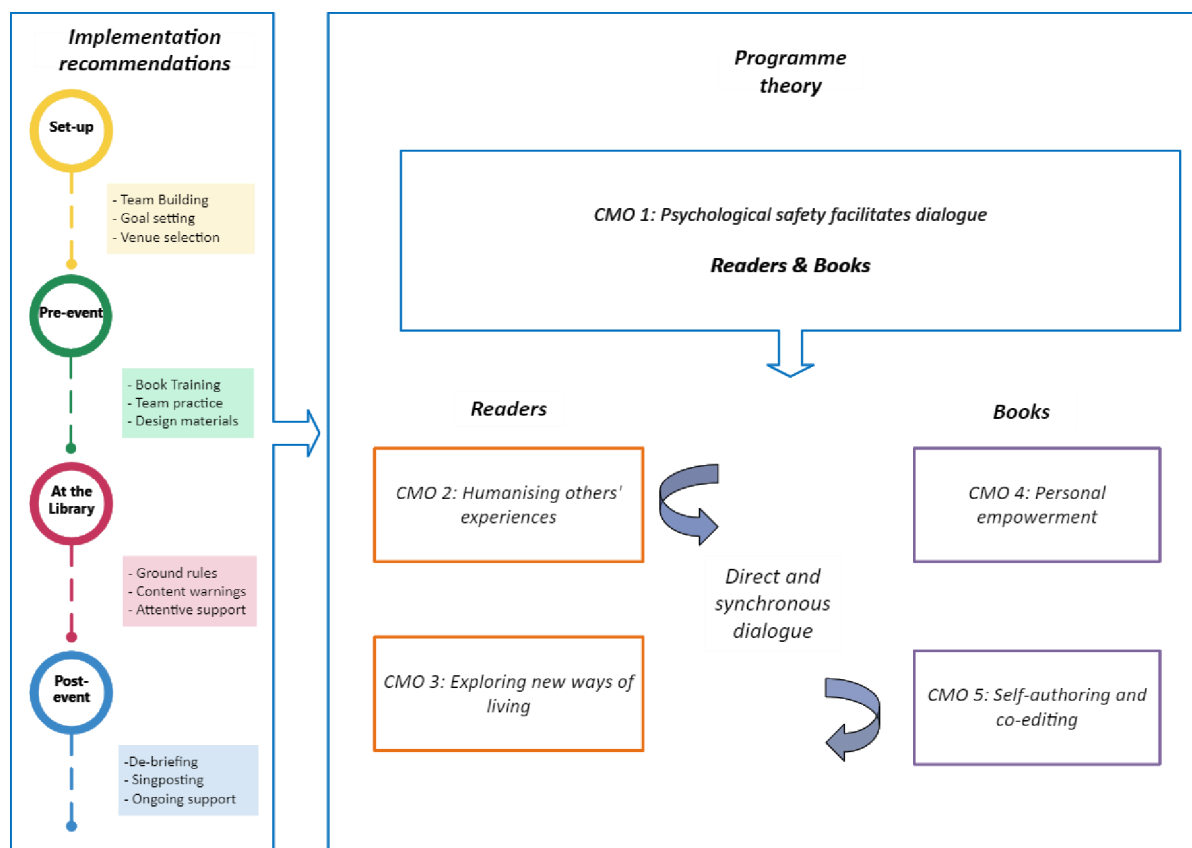 Implementation
recommendations
Set-up
- Team Building
- Goal setting
- Venue selection
Pre-event
- Book Training
- Team practice
- Design materials
At the
Library
- Ground rules
- Content warnings
- Attentive support
Post-
event
-De-briefing
- Singposting
- Ongoing support
Programme
theory
CMO 1: Psychological safety facilitates dialogue
Readers & Books
Readers
CMO 2: Humanising others'
experiences
CMO 3: Exploring new ways of
living
Direct and
synchronous
dialogue
Books
CMO 4: Personal
empowerment
CMO 5: Self-authoring and
co-editing